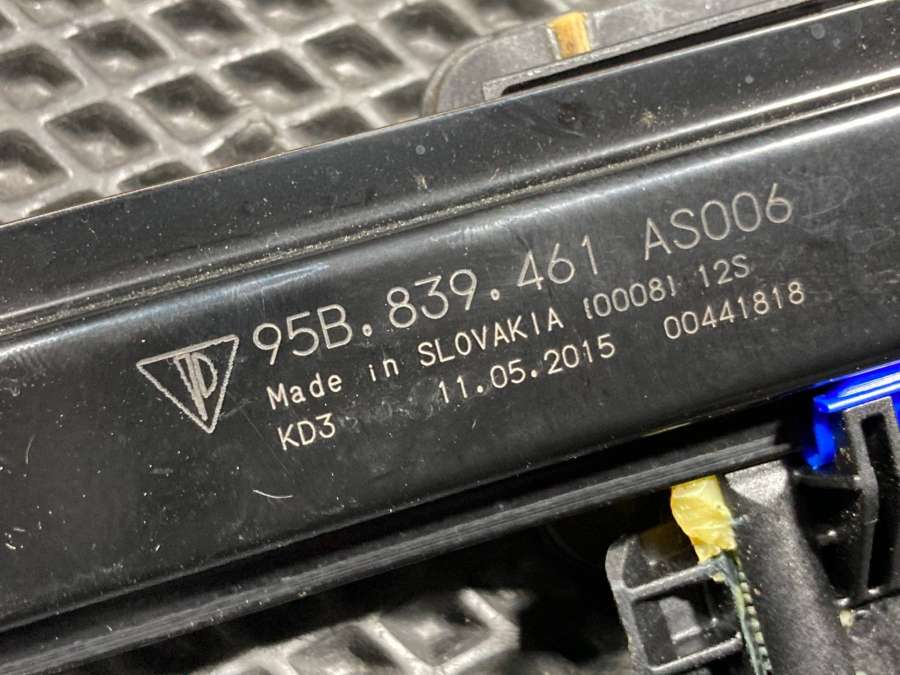 95B.839.461 AS006
Made in SLOVAKIA (0008) 12S
KD3 11.05.2015 00441818